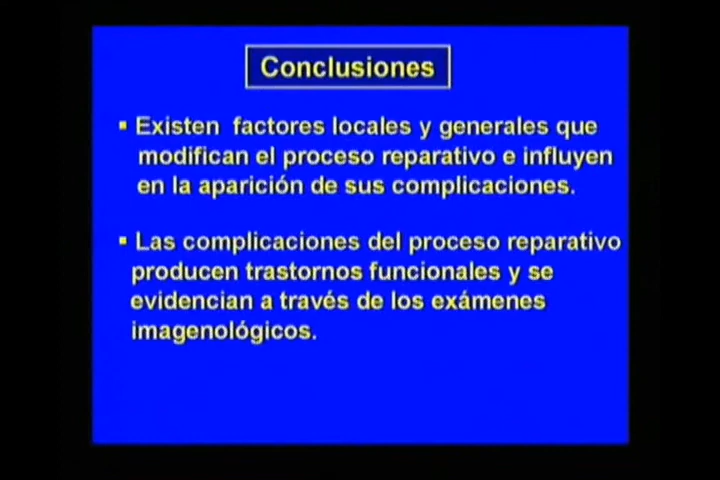 Conclusiones
▪ Existen factores locales y generales que
modifican el proceso reparativo e influyen
en la aparición de sus complicaciones.
▪ Las complicaciones del proceso reparativo
producen trastornos funcionales y se
evidencian a través de los exámenes
imagenológicos.